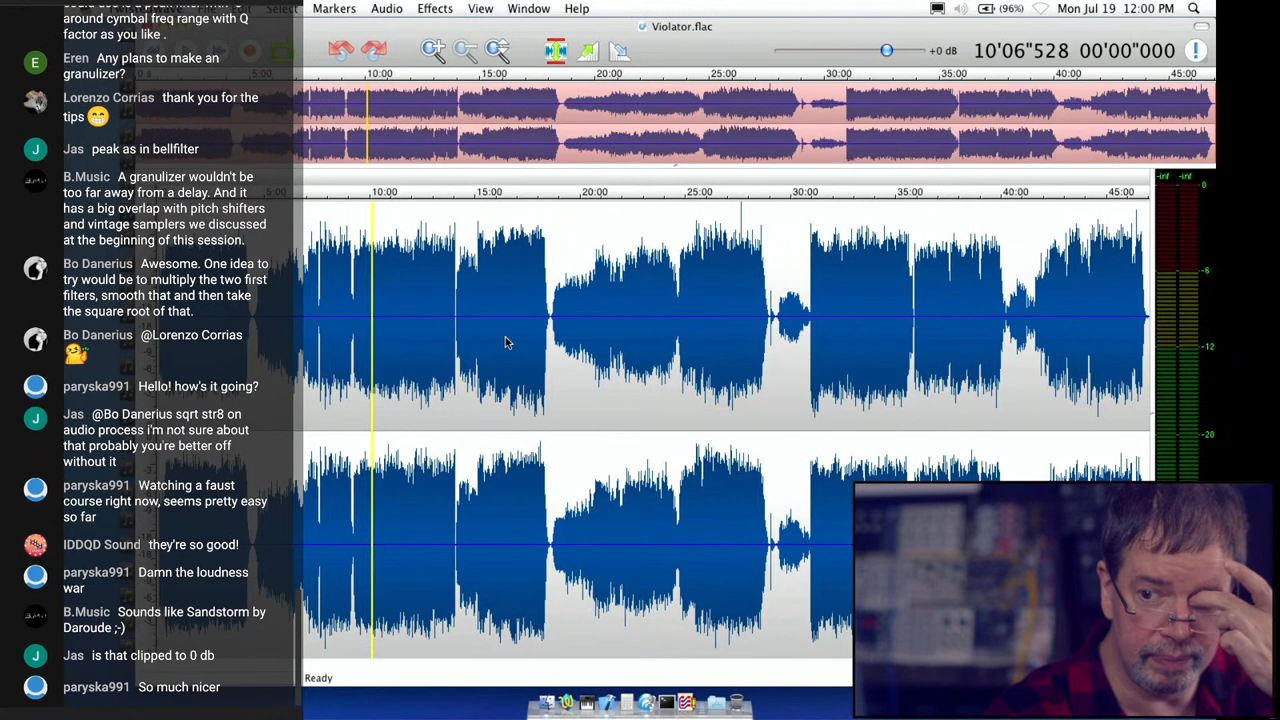 around cymbal freq range with Q
factor as you like .
Eren Any plans to make an
granulizer?
Lorenzo Corrias thank you for the
tips
Jas peak as in bellfilter
B.Music A granulizer wouldn't be
too far away from a delay. And it
has a big overlap with pitch shifters
and vintage samplers we discussed
at the beginning of this session.
Bo Danerius Awesome. One idea to
try would be to multiply the two first
filters, smooth that and then take
the square root of that.
Bo Danerius @Lorenzo Corrias
paryska991 Hello! how's it going?
Jas @Bo Danerius sqrt str8 on
audio process i'm not sure about
that probably you're better off
without it
paryska991 Watching a faust
course right now, seems pretty easy
so far
IDDQD Sound they're so good!
paryska991 Damn the loudness
war
B.Music Sounds like Sandstorm by
Daroude ;-)
Jas is that clipped to 0 db
paryska991 So much nicer
Markers Audio Effects View Window Help
(96%) Mon Jul 19 12:00 PM
Violator.flac
+0 dB 10'06"528 00'00"000
5:00 10:00 15:00 20:00 25:00 30:00 35:00 40:00 45:00
5:00 10:00 15:00 20:00 25:00 30:00 35:00 40:00 45:00
-inf -inf
0
-6
-12
-20
Ready